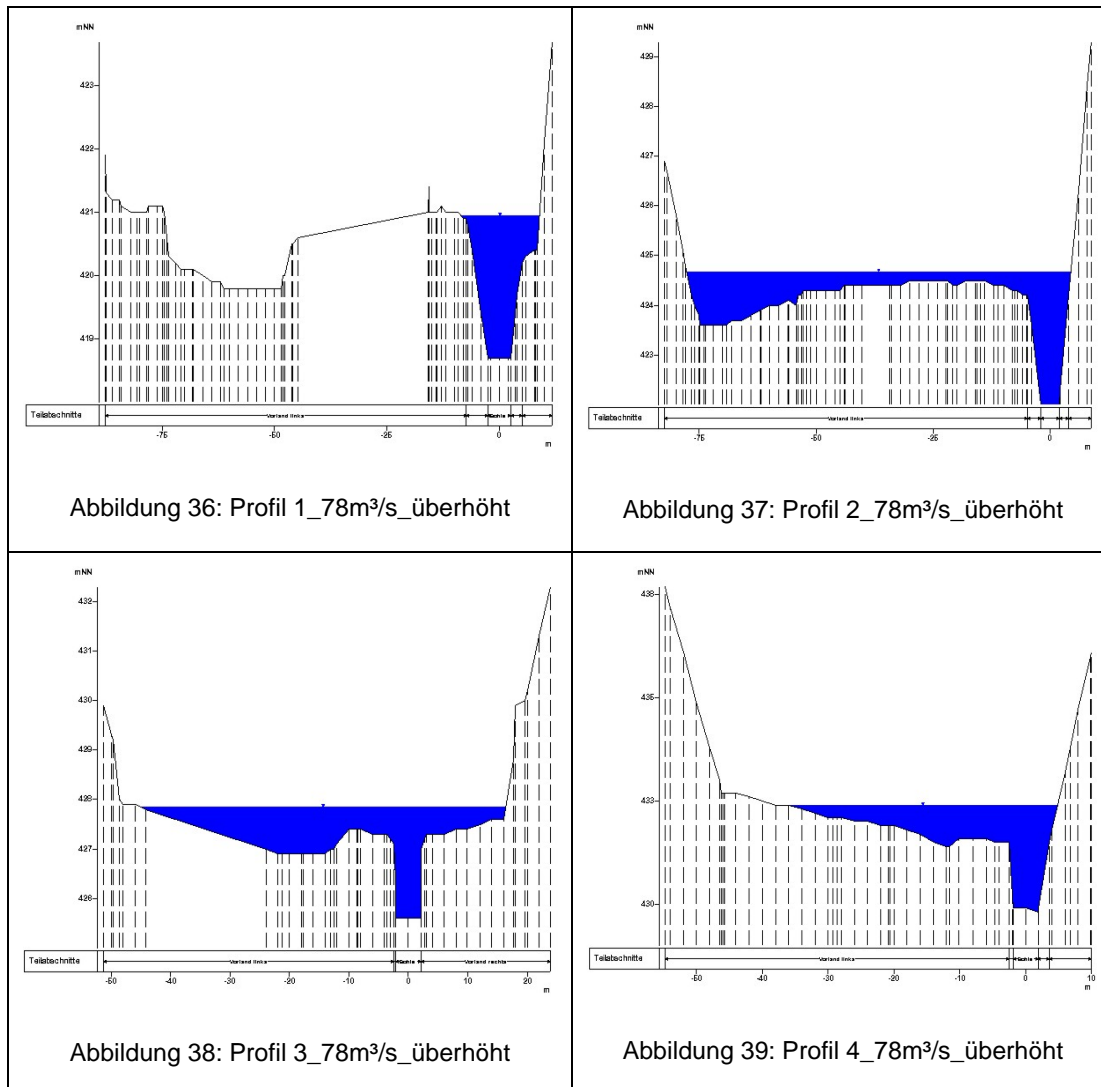 mNN
423
422
421
420
419
Teilabschnitte
Vorland links
Sohle
-75
-50
-25
0
m
Abbildung 36: Profil 1_78m³/s_überhöht
mNN
429
428
427
426
425
424
423
Teilabschnitte
Vorland links
-75
-50
-25
0
m
Abbildung 37: Profil 2_78m³/s_überhöht
mNN
432
431
430
429
428
427
426
Teilabschnitte
Vorland links
Sohle
Vorland rechts
-50
-40
-30
-20
-10
0
10
20
m
Abbildung 38: Profil 3_78m³/s_überhöht
mNN
438
435
433
430
Teilabschnitte
Vorland links
Sohle
-50
-40
-30
-20
-10
0
10
m
Abbildung 39: Profil 4_78m³/s_überhöht